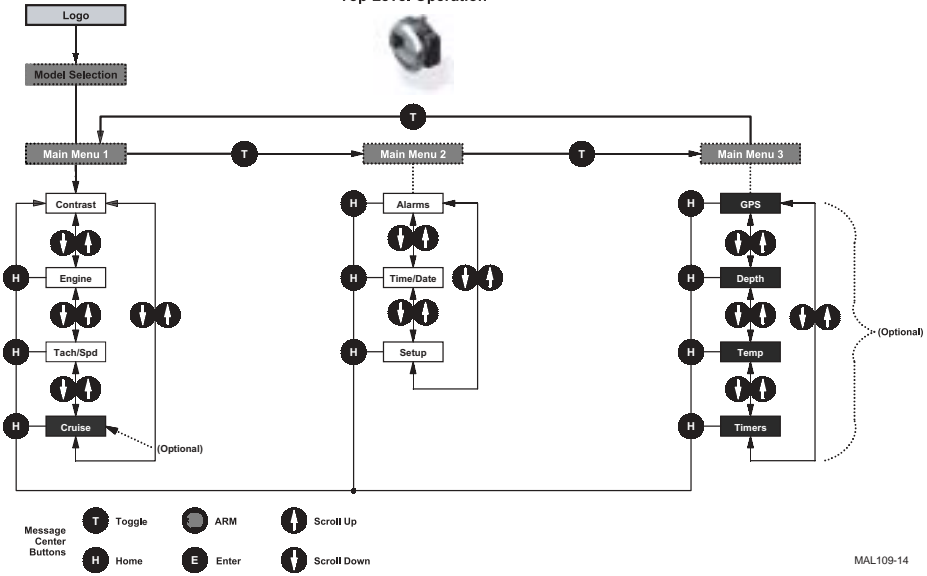 Top Level Operation
Logo
Model Selection
T
Main Menu 1
T
Main Menu 2
T
Main Menu 3
Contrast
H
Alarms
H
GPS
H
Engine
H
Time/Date
H
Depth
(Optional)
H
Tach/Spd
H
Setup
H
Temp
H
Cruise
(Optional)
H
Timers
Message
Center
Buttons
T Toggle
ARM
Scroll Up
H Home
E Enter
Scroll Down
MAL109-14